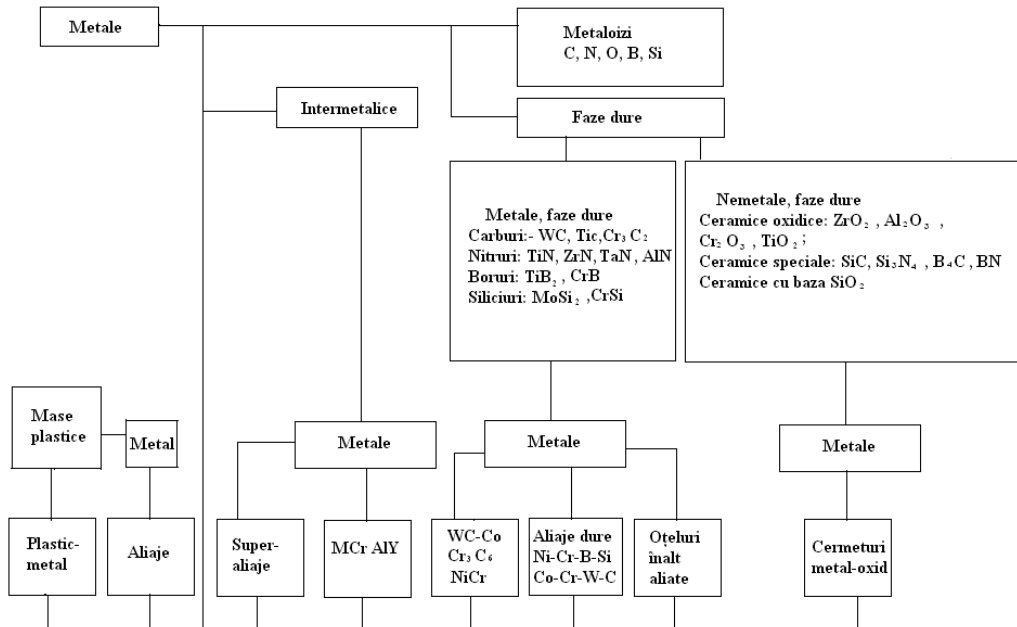 Metale
Metaloizi
C, N, O, B, Si
Intermetalice
Faze dure
Metale, faze dure
Carburi:- WC, Tic,Cr₃ C₂
Nitruri: TiN, ZrN, TaN, AlN
Boruri: TiB₂ , CrB
Siliciuri: MoSi₂ ,CrSi
Nemetale, faze dure
Ceramice oxidice: ZrO₂ , Al₂O₃ ,
Cr₂ O₃ , TiO₂ ;
Ceramice speciale: SiC, Si₃N₄ , B₄C , BN
Ceramice cu baza SiO₂
Mase
plastice
Metal
Metale
Metale
Metale
Plastic-
metal
Aliaje
Super-
aliaje
MCr AlY
WC-Co
Cr₃ C₆
NiCr
Aliaje dure
Ni-Cr-B-Si
Co-Cr-W-C
Oțeluri
înalt
aliate
Cermeturi
metal-oxid